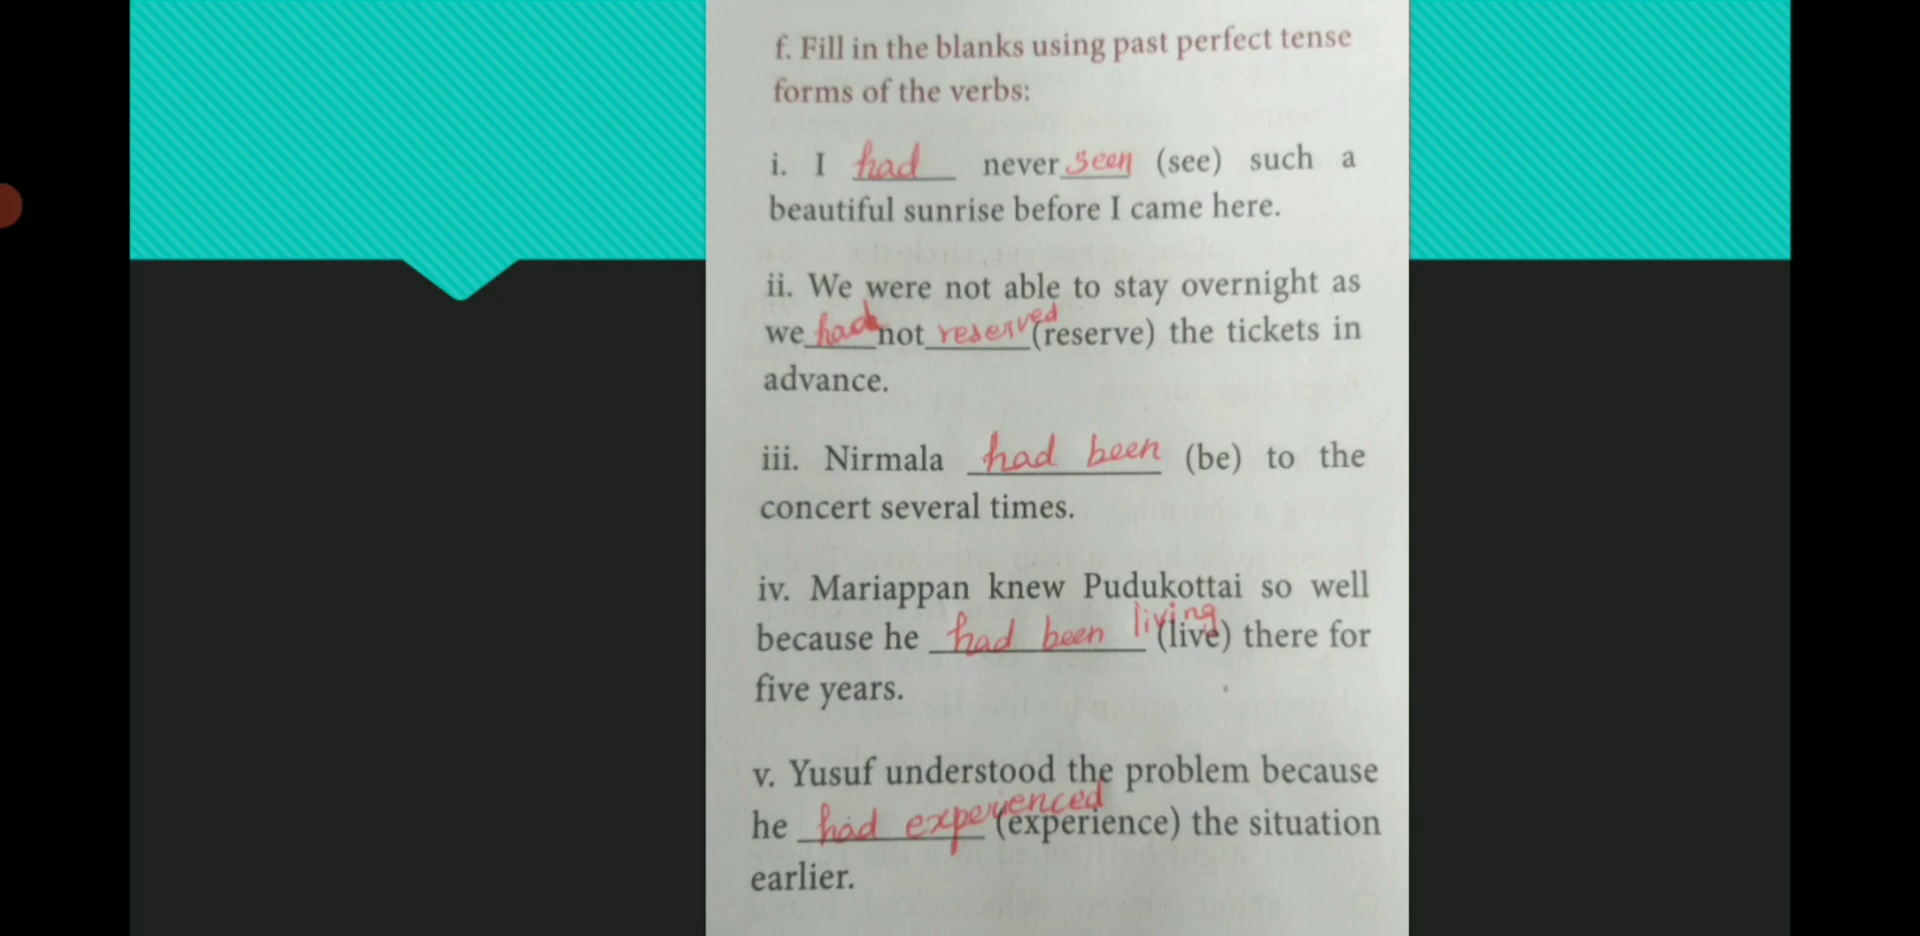 f. Fill in the blanks using past perfect tense
forms of the verbs:
i. I had never seen (see) such a
beautiful sunrise before I came here.
ii. We were not able to stay overnight as
we had not reserved (reserve) the tickets in
advance.
iii. Nirmala had been (be) to the
concert several times.
iv. Mariappan knew Pudukottai so well
because he had been living (live) there for
five years.
v. Yusuf understood the problem because
he had experienced (experience) the situation
earlier.